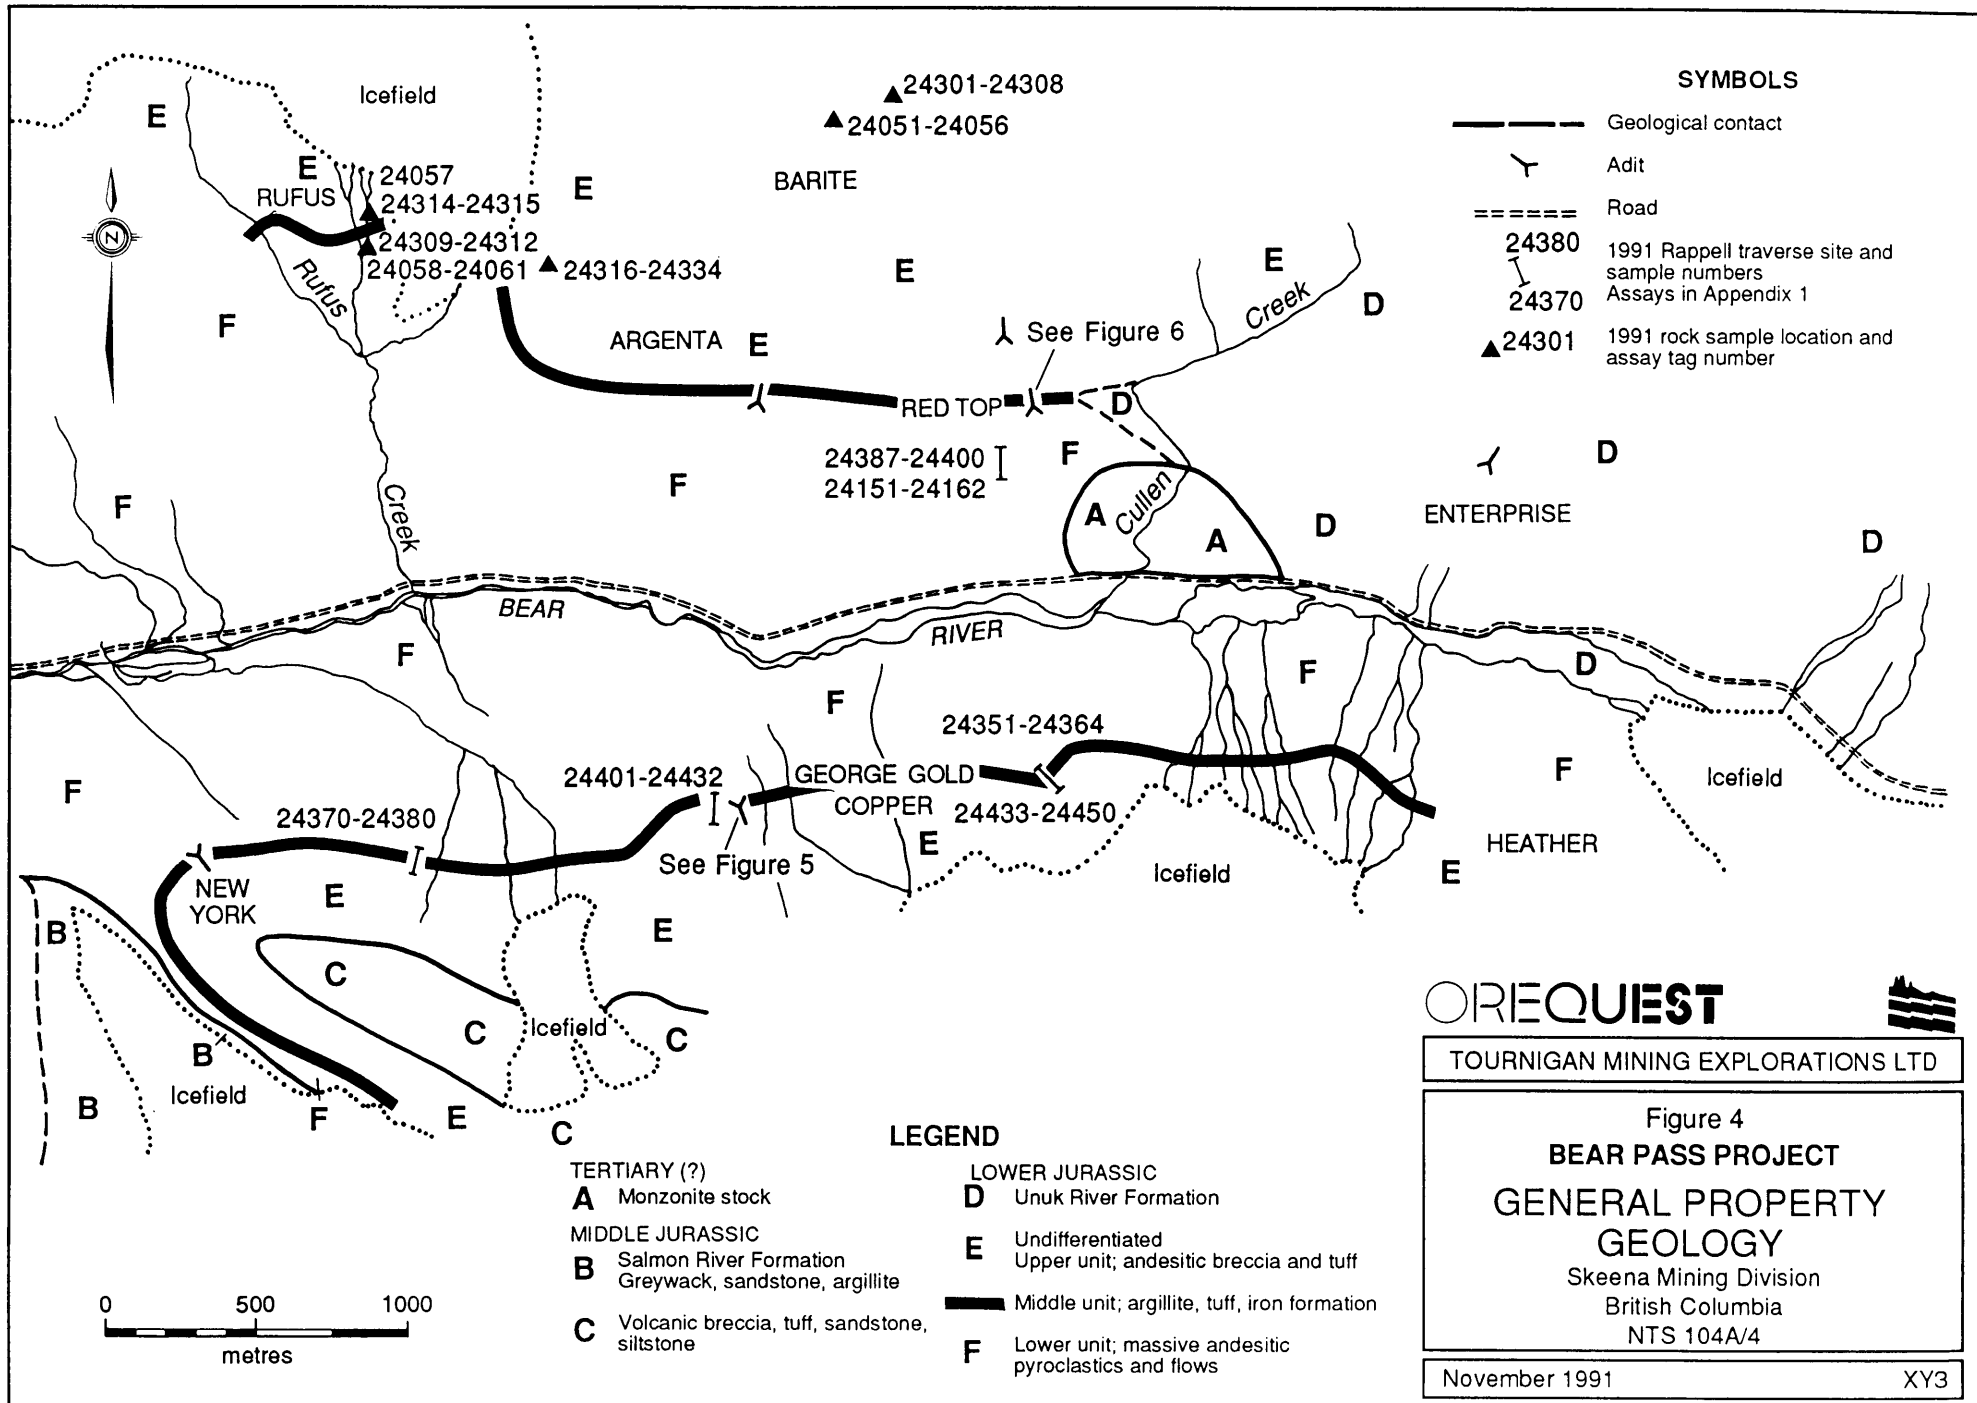 E
Icefield
24301-24308
24051-24056
E
RUFUS
24057
24314-24315
24309-24312
24058-24061
24316-24334
E
BARITE
N
Rufus
F
E
E
Creek
D
ARGENTA
E
See Figure 6
RED TOP
D
24387-24400
24151-24162
F
F
F
Creek
A
Cullen
A
D
D
ENTERPRISE
D
BEAR
RIVER
F
F
F
D
F
24351-24364
24401-24432
GEORGE GOLD
COPPER
24433-24450
F
Icefield
24370-24380
See Figure 5
E
Icefield
HEATHER
E
NEW
YORK
E
E
B
C
C
Icefield
C
B
Icefield
B
F
E
C
SYMBOLS
Geological contact
Adit
Road
24380
24370
1991 Rappell traverse site and
sample numbers
Assays in Appendix 1
24301
1991 rock sample location and
assay tag number
0 500 1000
metres
LEGEND
TERTIARY (?)
A Monzonite stock
MIDDLE JURASSIC
B Salmon River Formation
Greywack, sandstone, argillite
C Volcanic breccia, tuff, sandstone,
siltstone
LOWER JURASSIC
D Unuk River Formation
E Undifferentiated
Upper unit; andesitic breccia and tuff
Middle unit; argillite, tuff, iron formation
F Lower unit; massive andesitic
pyroclastics and flows
OREQUEST
TOURNIGAN MINING EXPLORATIONS LTD
Figure 4
BEAR PASS PROJECT
GENERAL PROPERTY
GEOLOGY
Skeena Mining Division
British Columbia
NTS 104A/4
November 1991 XY3